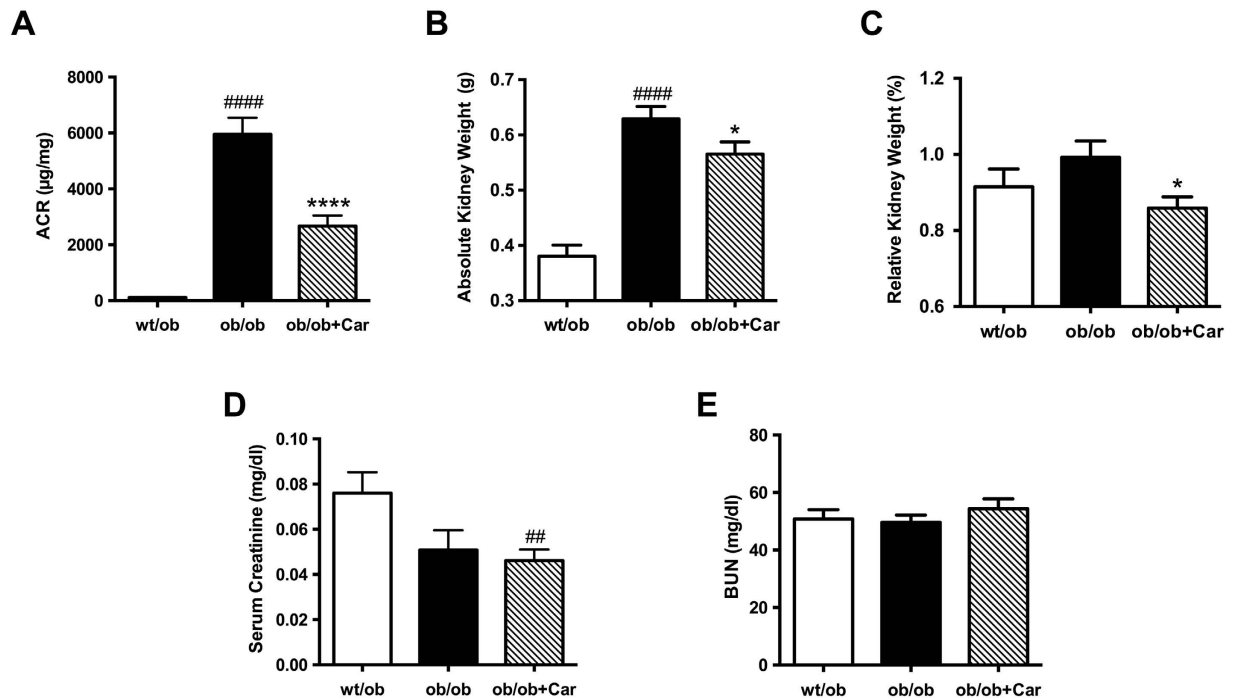 A
ACR (µg/mg)
8000
6000
4000
2000
0
####
****
wt/ob
ob/ob
ob/ob+Car
B
Absolute Kidney Weight (g)
0.7
0.6
0.5
0.4
0.3
####
*
wt/ob
ob/ob
ob/ob+Car
C
Relative Kidney Weight (%)
1.2
1.0
0.8
0.6
*
wt/ob
ob/ob
ob/ob+Car
D
Serum Creatinine (mg/dl)
0.10
0.08
0.06
0.04
0.02
0.00
##
wt/ob
ob/ob
ob/ob+Car
E
BUN (mg/dl)
80
60
40
20
0
wt/ob
ob/ob
ob/ob+Car